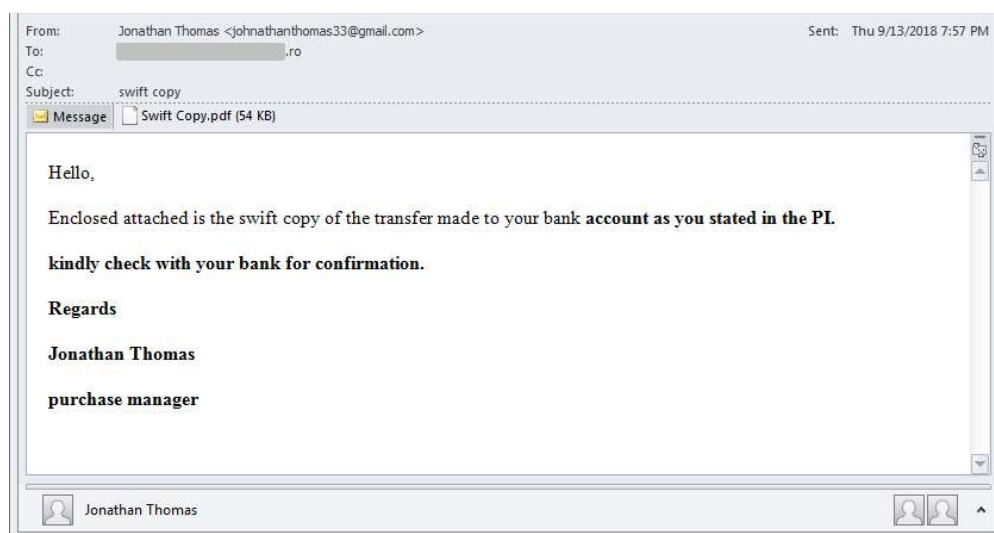 From: Jonathan Thomas <johnathanthomas33@gmail.com> Sent: Thu 9/13/2018 7:57 PM
To: .ro
Cc:
Subject: swift copy
Message Swift Copy.pdf (54 KB)
Hello,
Enclosed attached is the swift copy of the transfer made to your bank account as you stated in the PI.
kindly check with your bank for confirmation.
Regards
Jonathan Thomas
purchase manager
Jonathan Thomas